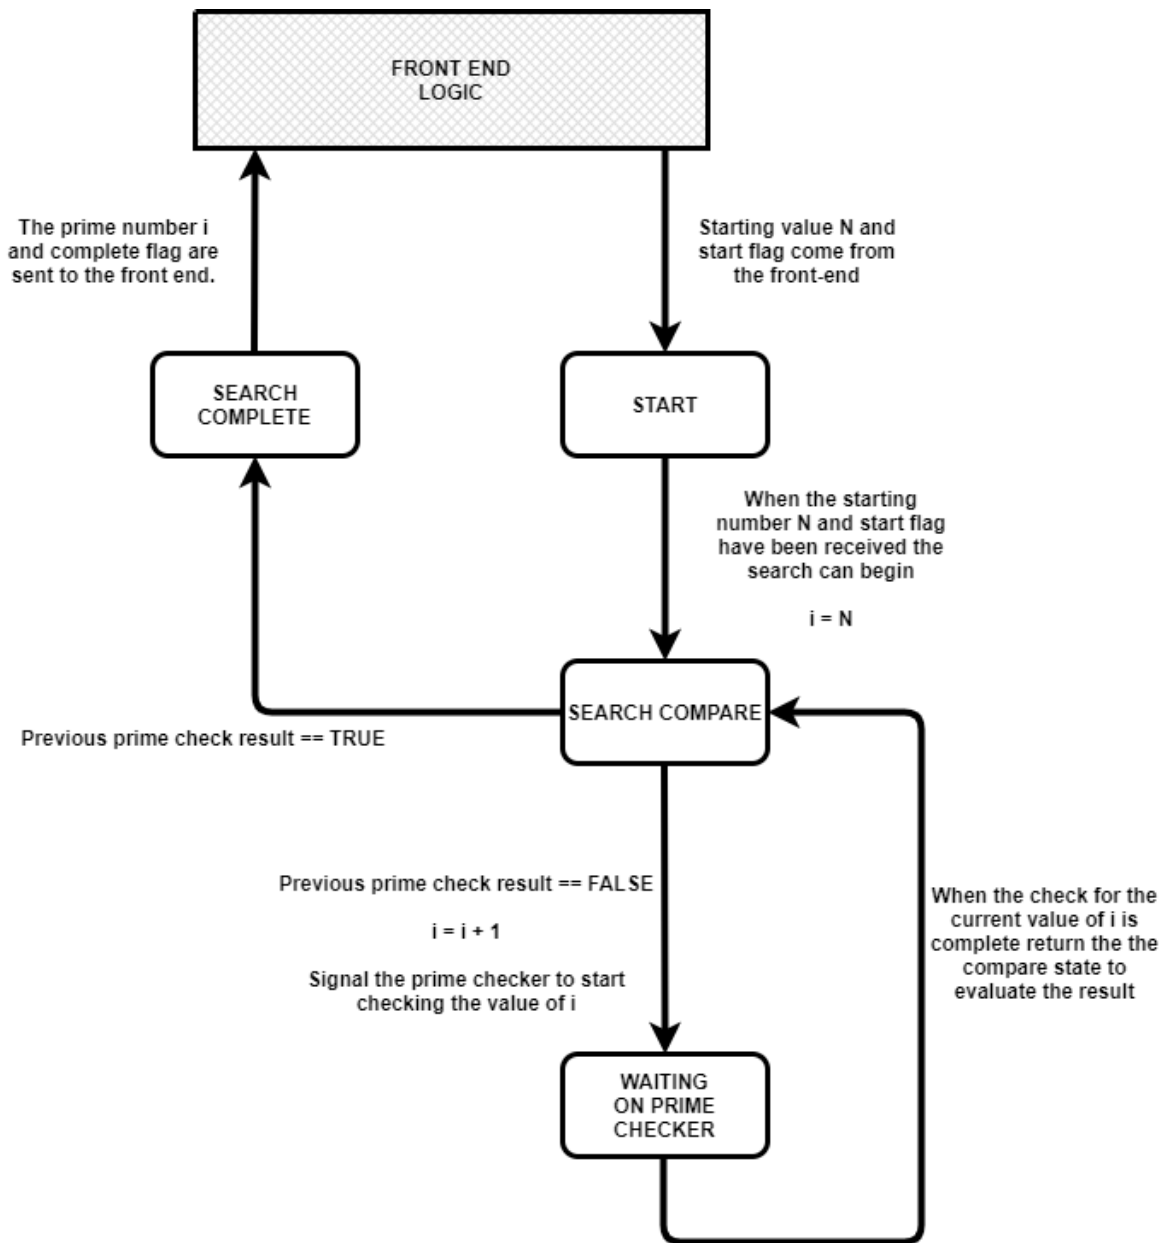 FRONT END
LOGIC
The prime number i
and complete flag are
sent to the front end.
Starting value N and
start flag come from
the front-end
SEARCH
COMPLETE
START
When the starting
number N and start flag
have been received the
search can begin
i = N
SEARCH COMPARE
Previous prime check result == TRUE
Previous prime check result == FALSE
i = i + 1
Signal the prime checker to start
checking the value of i
When the check for the
current value of i is
complete return the the
compare state to
evaluate the result
WAITING
ON PRIME
CHECKER